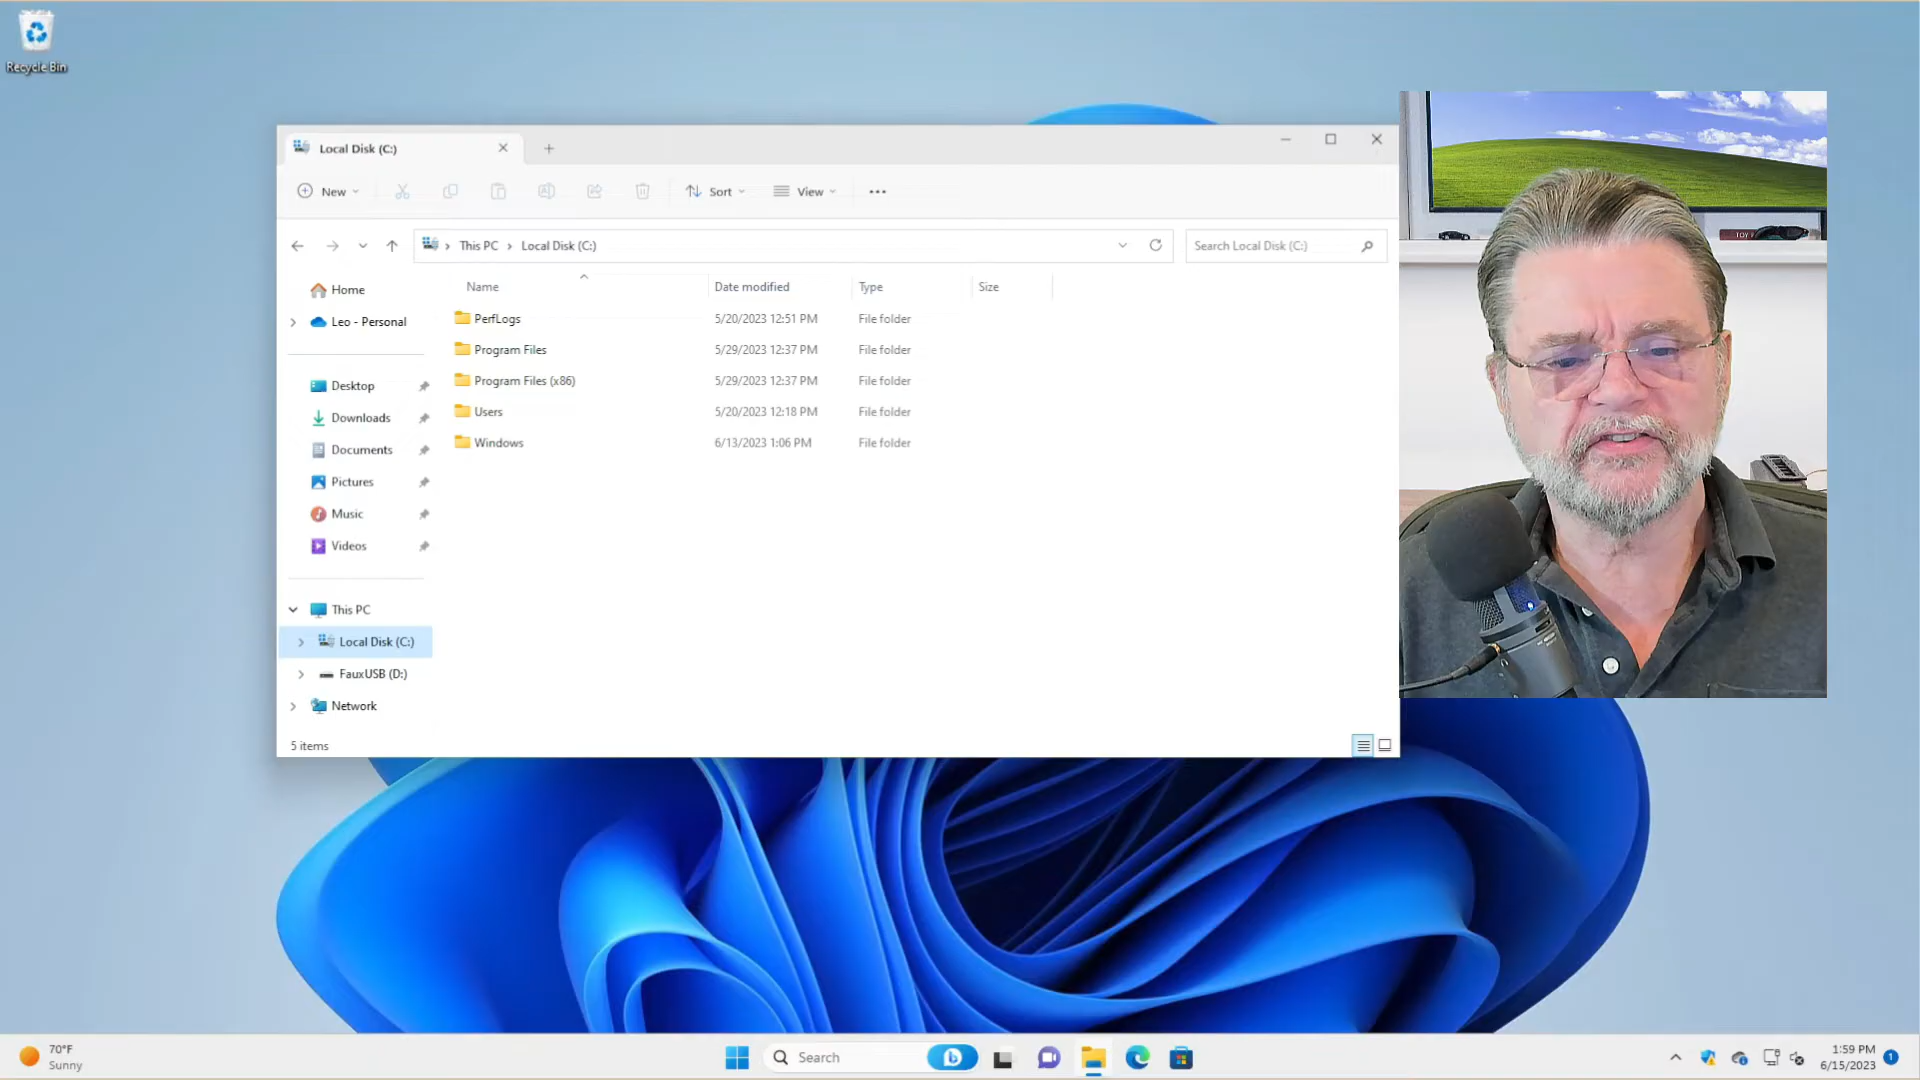 Recycle Bin
Local Disk (C:)
New
Sort
View
This PC
Local Disk (C:)
Search Local Disk (C:)
Home
Leo - Personal
Desktop
Downloads
Documents
Pictures
Music
Videos
This PC
Local Disk (C:)
FauxUSB (D:)
Network
Name Date modified Type Size
PerfLogs 5/20/2023 12:51 PM File folder
Program Files 5/29/2023 12:37 PM File folder
Program Files (x86) 5/29/2023 12:37 PM File folder
Users 5/20/2023 12:18 PM File folder
Windows 6/13/2023 1:06 PM File folder
5 items
TOY
70°F
Sunny
Search
1:59 PM
6/15/2023
1